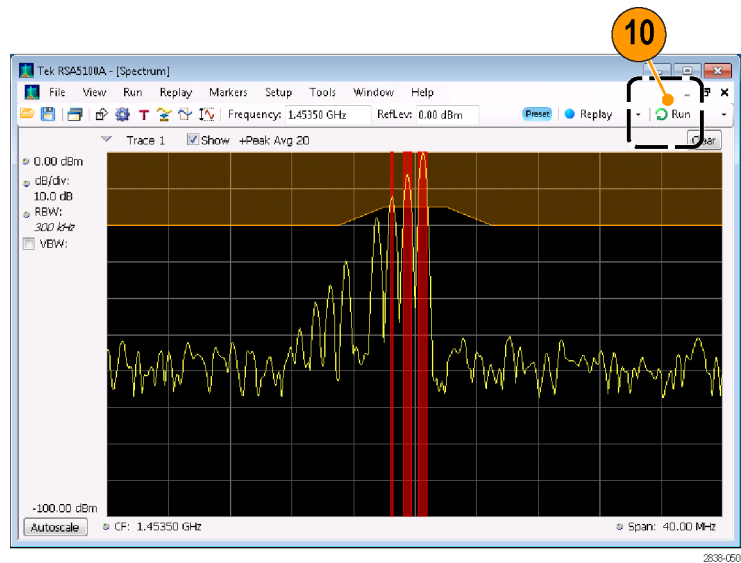 10
Tek RSA5100A - [Spectrum]
File View Run Replay Markers Setup Tools Window Help
Frequency: 1.45350 GHz RefLev: 0.00 dBm Preset Replay Run
Trace 1 Show +Peak Avg 20 Clear
0.00 dBm
dB/div:
10.0 dB
RBW:
300 kHz
VBW:
-100.00 dBm
Autoscale CF: 1.45350 GHz Span: 40.00 MHz
2838-050